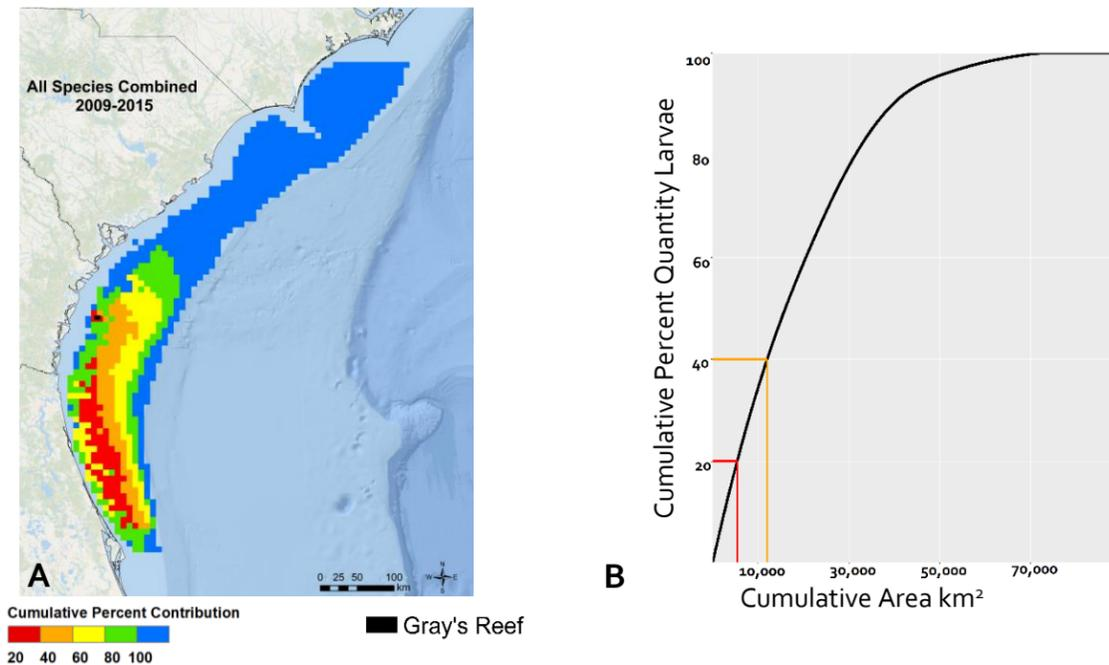 All Species Combined
2009-2015
A
0 25 50 100
km
N
W E
S
Cumulative Percent Contribution
20 40 60 80 100
Gray's Reef
B
Cumulative Percent Quantity Larvae
100
80
60
40
20
10,000 30,000 50,000 70,000
Cumulative Area km²